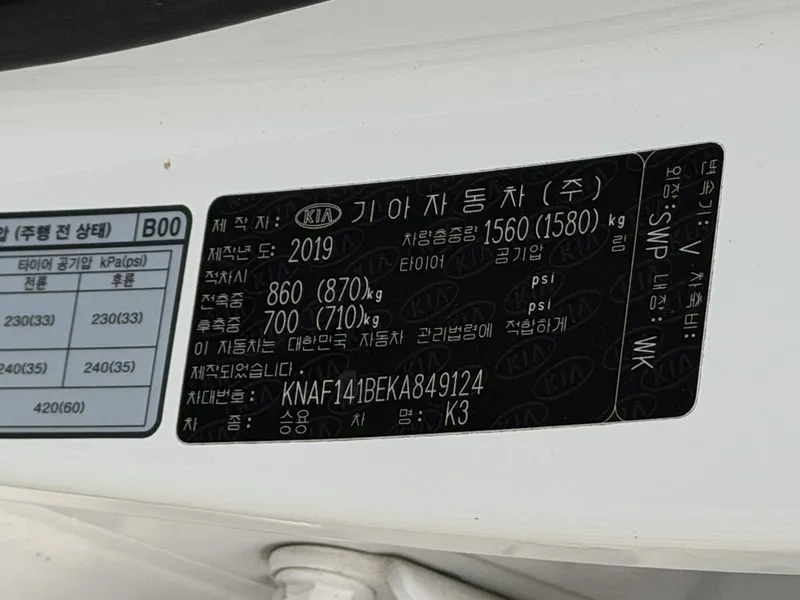 압 (주행 전 상태) B00
타이어 공기압 kPa(psi)
전륜 후륜
230(33) 230(33)
240(35) 240(35)
420(60)
제 작 자: KIA 기아자동차(주)
제작년 도: 2019 차량총중량 1560(1580) kg
적차시 타이어 공기압 림
전축중 860 (870)kg psi
후축중 700 (710)kg psi
이 자동차는 대한민국 자동차 관리법령에 적합하게
제작되었습니다.
차대번호: KNAF141BEKA849124
차 종: 승용 차 명: K3
변속기: V 차축비:
외장:SWP 내장: WK